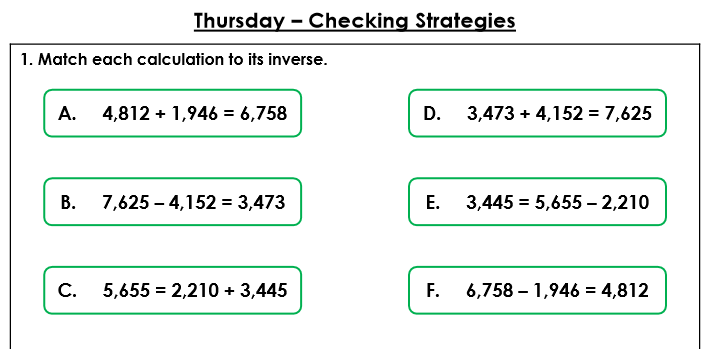 Thursday – Checking Strategies
1. Match each calculation to its inverse.
A. 4,812 + 1,946 = 6,758
D. 3,473 + 4,152 = 7,625
B. 7,625 – 4,152 = 3,473
E. 3,445 = 5,655 – 2,210
C. 5,655 = 2,210 + 3,445
F. 6,758 – 1,946 = 4,812